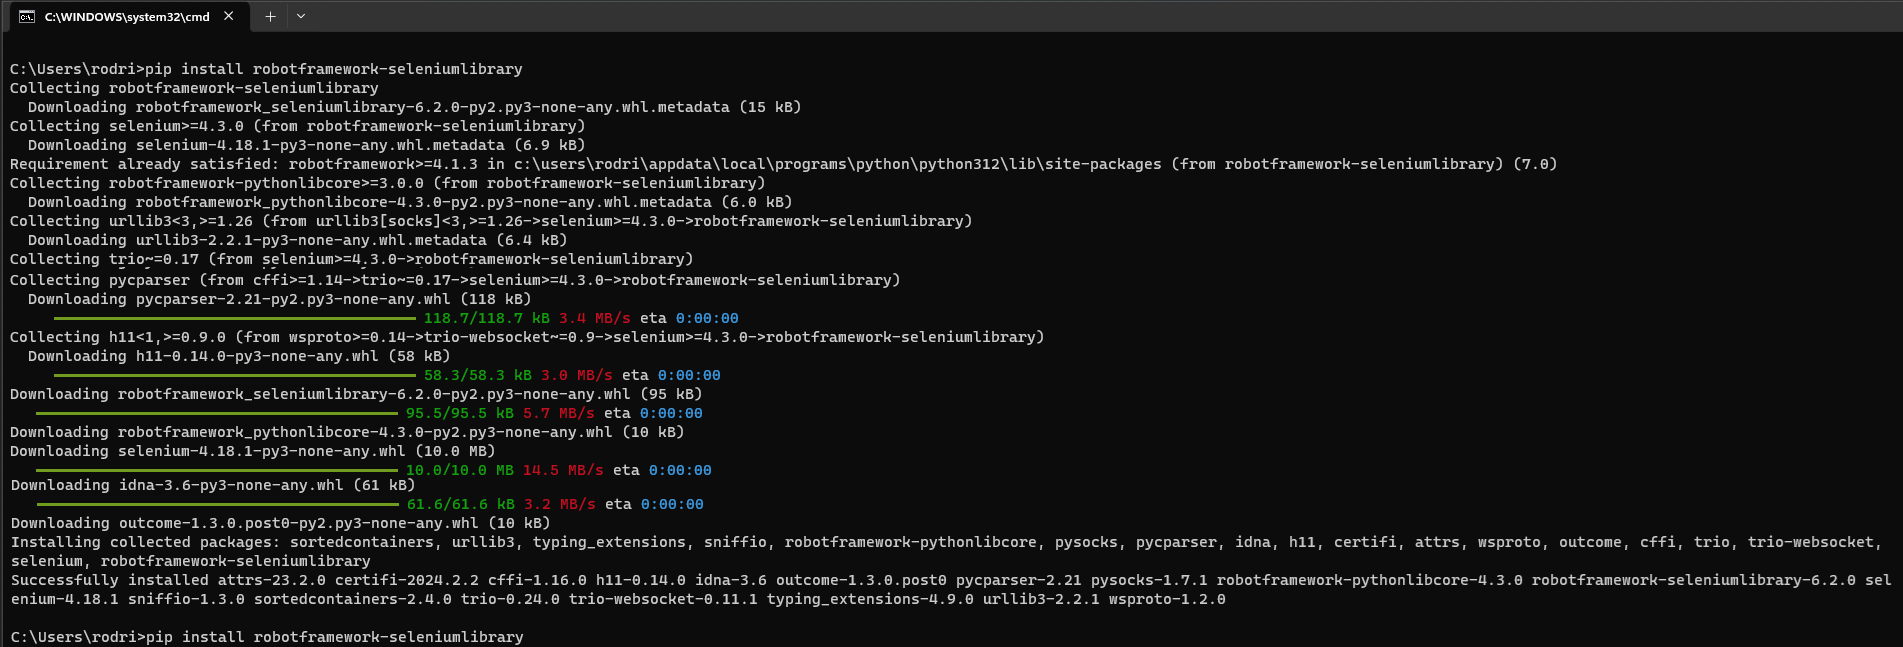 C:\WINDOWS\system32\cmd
C:\Users\rodri>pip install robotframework-seleniumlibrary
Collecting robotframework-seleniumlibrary
Downloading robotframework_seleniumlibrary-6.2.0-py2.py3-none-any.whl.metadata (15 kB)
Collecting selenium>=4.3.0 (from robotframework-seleniumlibrary)
Downloading selenium-4.18.1-py3-none-any.whl.metadata (6.9 kB)
Requirement already satisfied: robotframework>=4.1.3 in c:\users\rodri\appdata\local\programs\python\python312\lib\site-packages (from robotframework-seleniumlibrary) (7.0)
Collecting robotframework-pythonlibcore>=3.0.0 (from robotframework-seleniumlibrary)
Downloading robotframework_pythonlibcore-4.3.0-py2.py3-none-any.whl.metadata (6.0 kB)
Collecting urllib3<3,>=1.26 (from urllib3[socks]<3,>=1.26->selenium>=4.3.0->robotframework-seleniumlibrary)
Downloading urllib3-2.2.1-py3-none-any.whl.metadata (6.4 kB)
Collecting trio~=0.17 (from selenium>=4.3.0->robotframework-seleniumlibrary)
Collecting pycparser (from cffi>=1.14->trio~=0.17->selenium>=4.3.0->robotframework-seleniumlibrary)
Downloading pycparser-2.21-py2.py3-none-any.whl (118 kB)
118.7/118.7 kB 3.4 MB/s eta 0:00:00
Collecting h11<1,>=0.9.0 (from wsproto>=0.14->trio-websocket~=0.9->selenium>=4.3.0->robotframework-seleniumlibrary)
Downloading h11-0.14.0-py3-none-any.whl (58 kB)
58.3/58.3 kB 3.0 MB/s eta 0:00:00
Downloading robotframework_seleniumlibrary-6.2.0-py2.py3-none-any.whl (95 kB)
95.5/95.5 kB 5.7 MB/s eta 0:00:00
Downloading robotframework_pythonlibcore-4.3.0-py2.py3-none-any.whl (10 kB)
Downloading selenium-4.18.1-py3-none-any.whl (10.0 MB)
10.0/10.0 MB 14.5 MB/s eta 0:00:00
Downloading idna-3.6-py3-none-any.whl (61 kB)
61.6/61.6 kB 3.2 MB/s eta 0:00:00
Downloading outcome-1.3.0.post0-py2.py3-none-any.whl (10 kB)
Installing collected packages: sortedcontainers, urllib3, typing_extensions, sniffio, robotframework-pythonlibcore, pysocks, pycparser, idna, h11, certifi, attrs, wsproto, outcome, cffi, trio, trio-websocket,
selenium, robotframework-seleniumlibrary
Successfully installed attrs-23.2.0 certifi-2024.2.2 cffi-1.16.0 h11-0.14.0 idna-3.6 outcome-1.3.0.post0 pycparser-2.21 pysocks-1.7.1 robotframework-pythonlibcore-4.3.0 robotframework-seleniumlibrary-6.2.0 sel
enium-4.18.1 sniffio-1.3.0 sortedcontainers-2.4.0 trio-0.24.0 trio-websocket-0.11.1 typing_extensions-4.9.0 urllib3-2.2.1 wsproto-1.2.0
C:\Users\rodri>pip install robotframework-seleniumlibrary